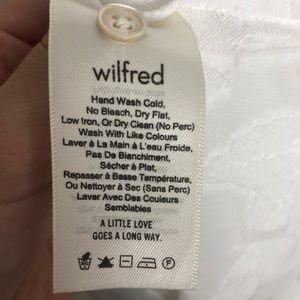 wilfred
Hand Wash Cold,
No Bleach, Dry Flat,
Low Iron, Or Dry Clean (No Perc)
Wash With Like Colours
Laver à La Main à L'eau Froide,
Pas De Blanchiment,
Sécher à Plat,
Repasser à Basse Température,
Ou Nettoyer à Sec (Sans Perc)
Laver Avec Des Couleurs
Semblables
A LITTLE LOVE
GOES A LONG WAY.
F